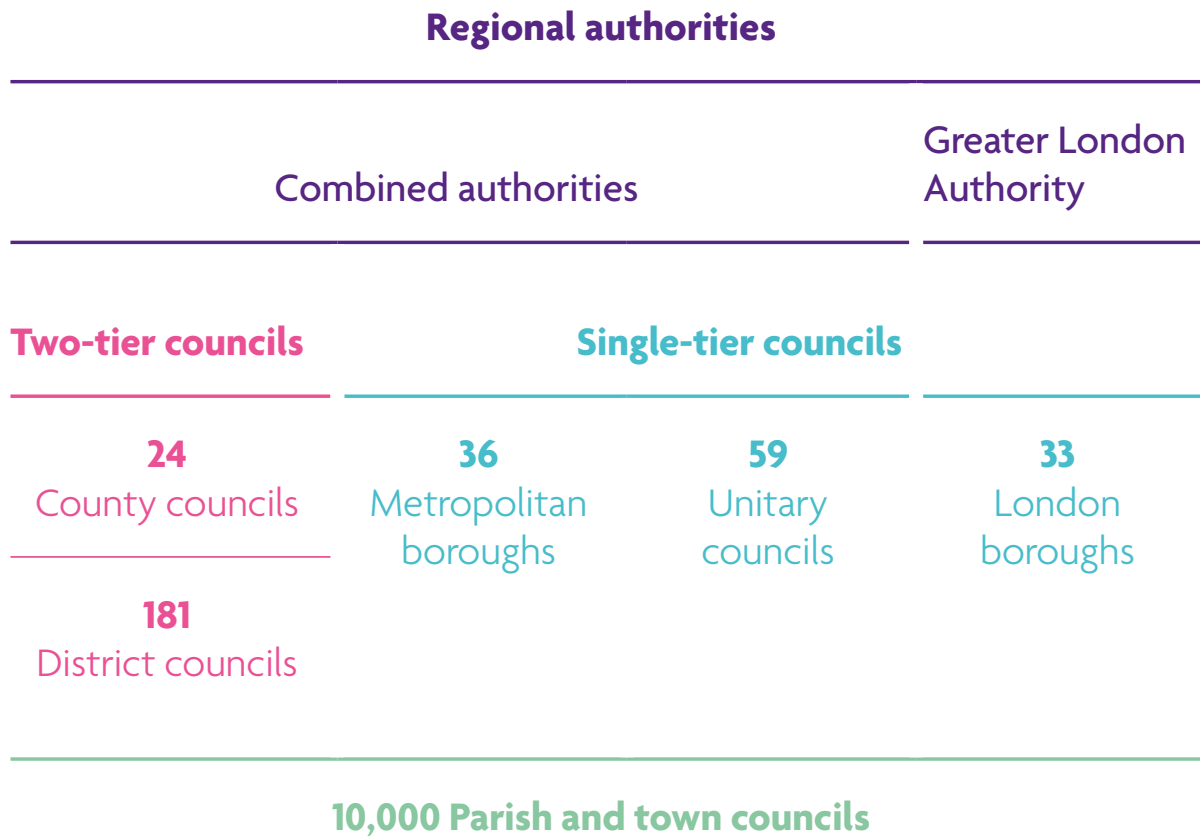 Regional authorities
Combined authorities
Greater London
Authority
Two-tier councils
Single-tier councils
24
County councils
181
District councils
36
Metropolitan
boroughs
59
Unitary
councils
33
London
boroughs
10,000 Parish and town councils